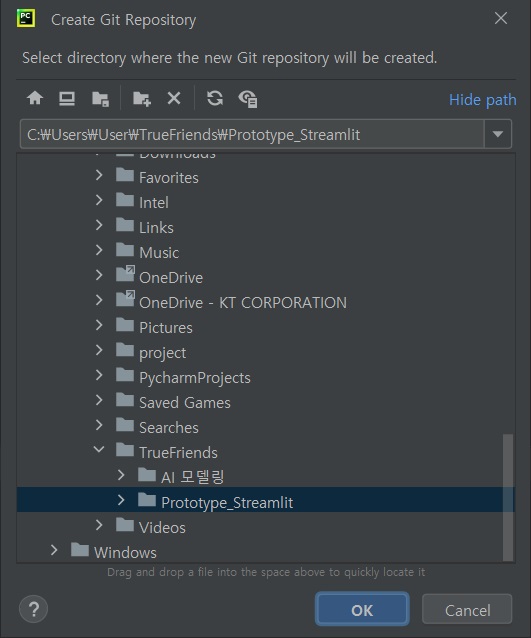 PC
Create Git Repository
Select directory where the new Git repository will be created.
Hide path
C:₩Users₩User₩TrueFriends₩Prototype_Streamlit
Downloads
Favorites
Intel
Links
Music
OneDrive
OneDrive - KT CORPORATION
Pictures
project
PycharmProjects
Saved Games
Searches
TrueFriends
AI 모델링
Prototype_Streamlit
Videos
Windows
Drag and drop a file into the space above to quickly locate it
? OK Cancel